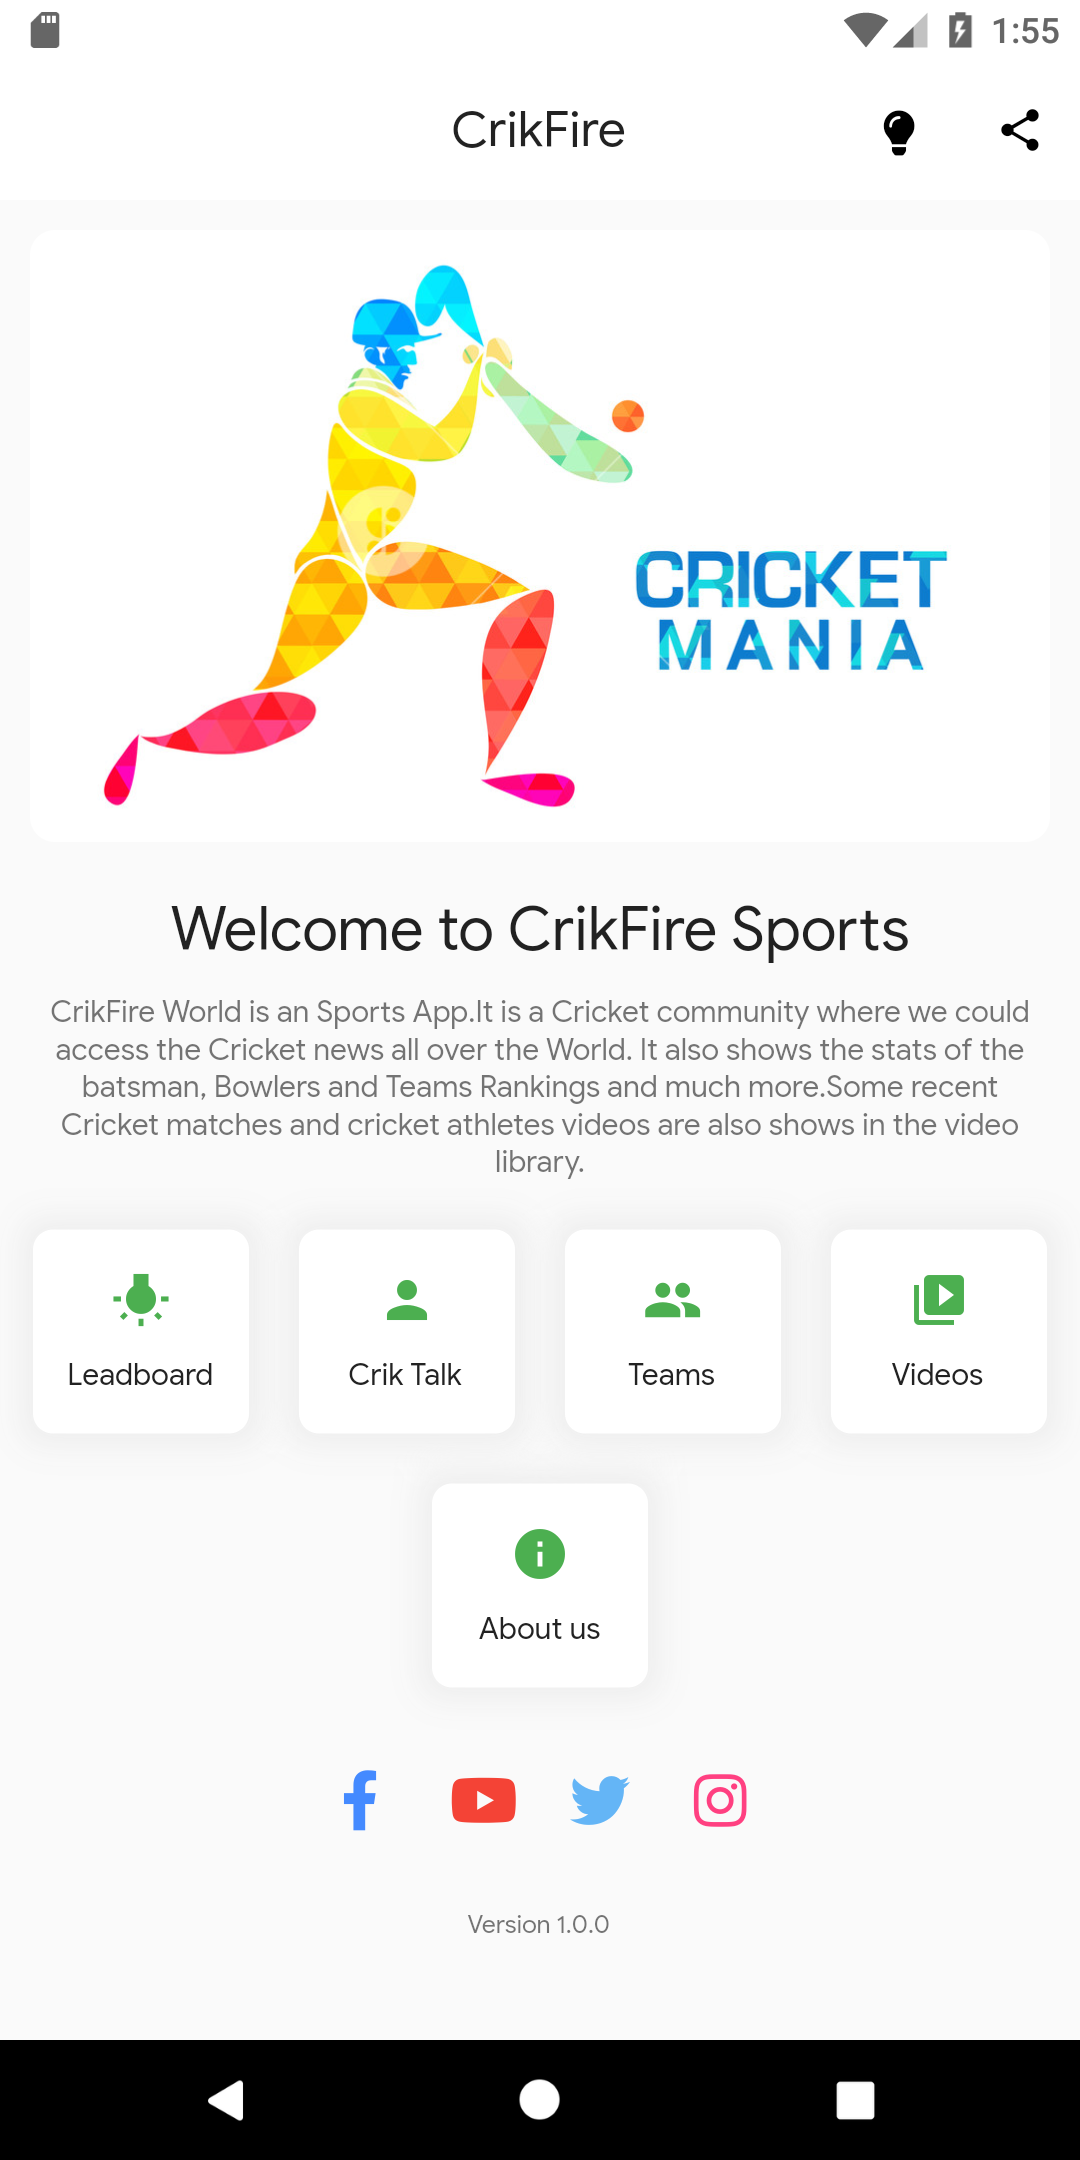 1:55
CrikFire
CRICKET
MANIA
Welcome to CrikFire Sports
CrikFire World is an Sports App.It is a Cricket community where we could
access the Cricket news all over the World. It also shows the stats of the
batsman, Bowlers and Teams Rankings and much more.Some recent
Cricket matches and cricket athletes videos are also shows in the video
library.
Leadboard
Crik Talk
Teams
Videos
About us
Version 1.0.0